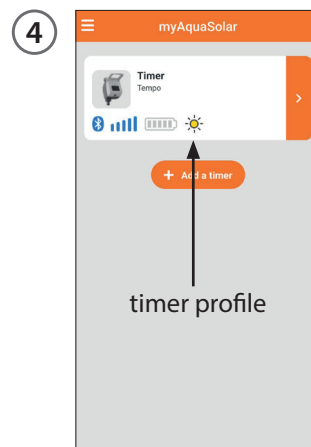 4
myAquaSolar
Timer
Tempo
+ Add a timer
timer profile